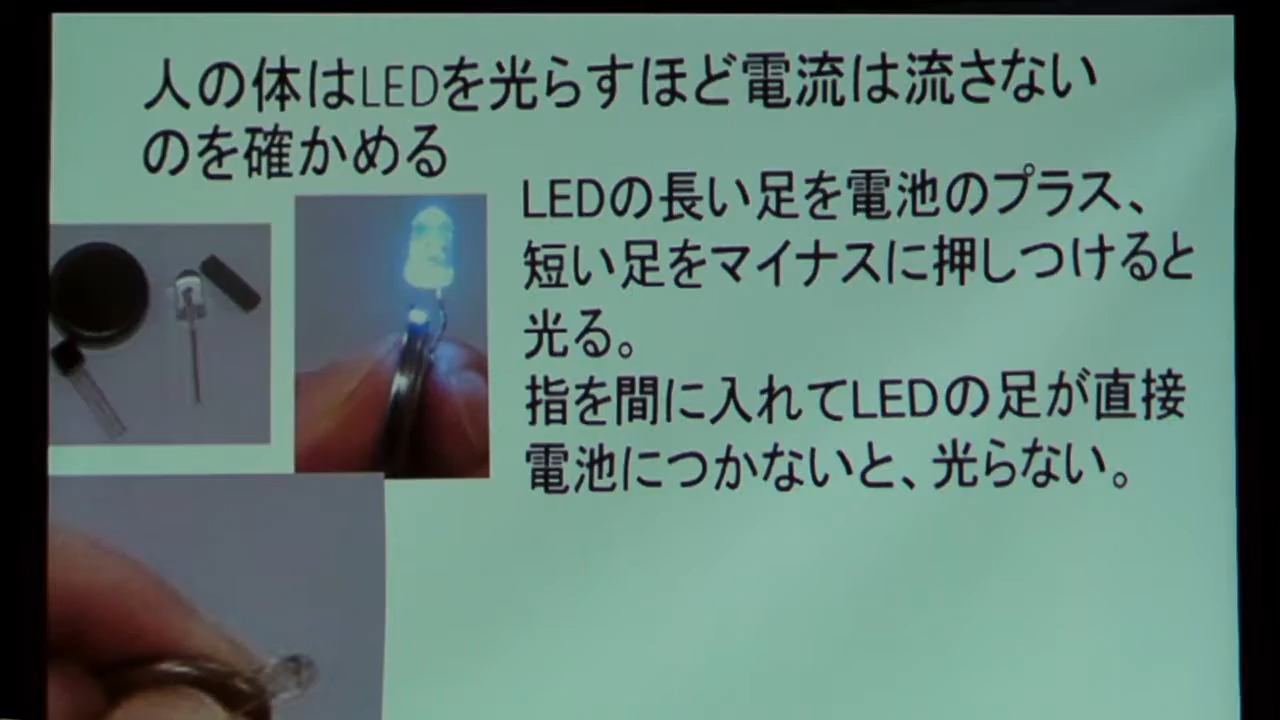 人の体はLEDを光らすほど電流は流さない
のを確かめる
LEDの長い足を電池のプラス、
短い足をマイナスに押しつけると
光る。
指を間に入れてLEDの足が直接
電池につかないと、光らない。